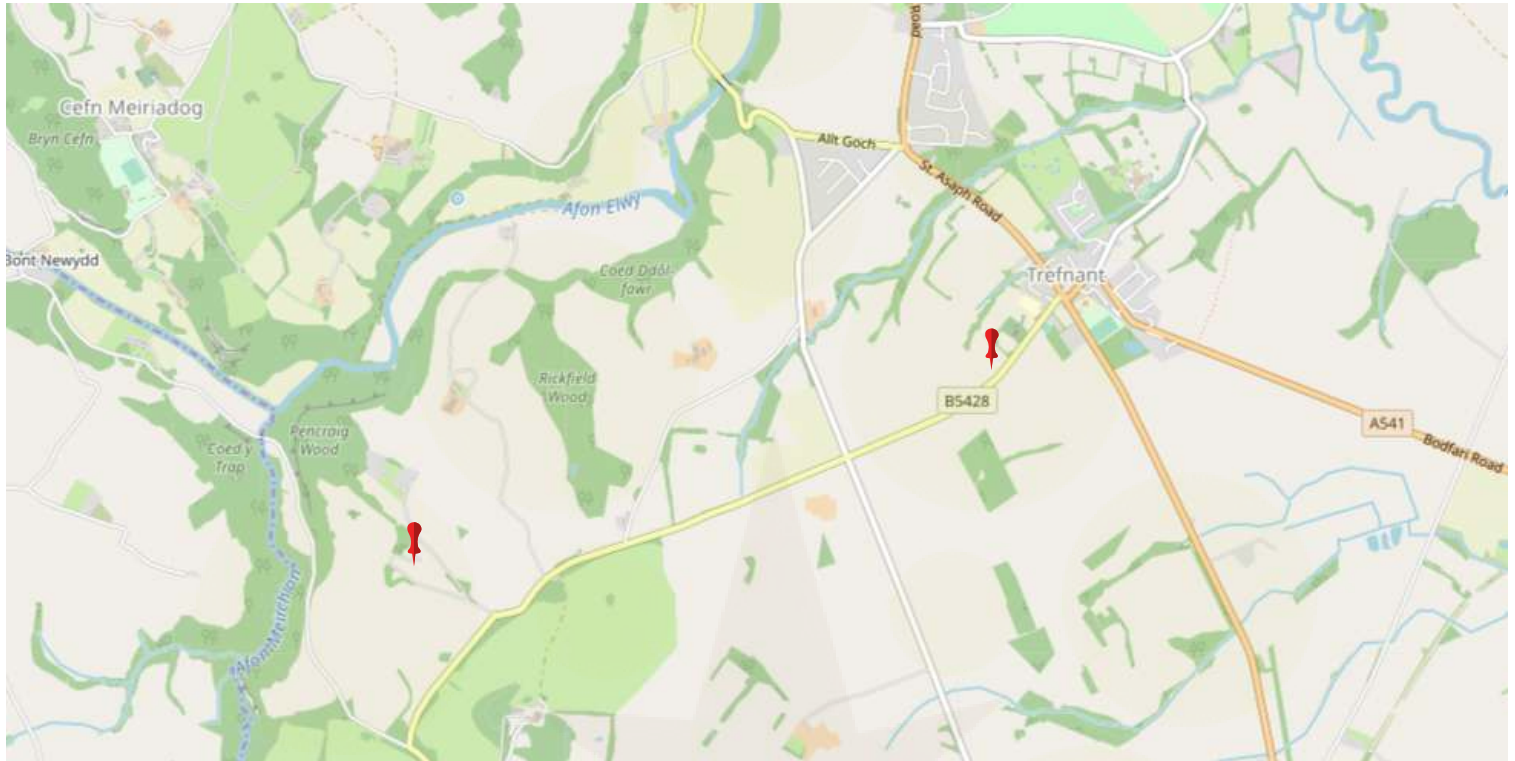 Road
Cefn Meiriadog
Bryn Cefn
Allt Goch
St. Asaph Road
Afon Elwy
Bont Newydd
Coed Ddôl-
fawr
Trefnant
Rickfield
Wood
B5428
A541
Bodfari Road
Pencraig
Wood
Coed y
Trap
Afon Meirchion